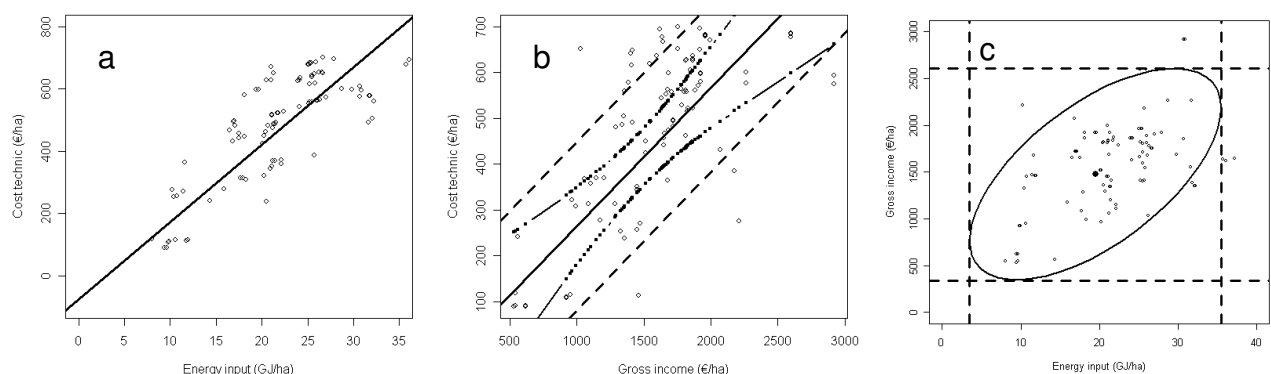 a
Cost technic (€/ha)
0 200 400 600 800
0 5 10 15 20 25 30 35
Energy input (GJ/ha)
b
Cost technic (€/ha)
100 200 300 400 500 600 700
500 1000 1500 2000 2500 3000
Gross income (€/ha)
c
Gross income (€/ha)
0 500 1000 1500 2000 2500 3000
0 10 20 30 40
Energy input (GJ/ha)